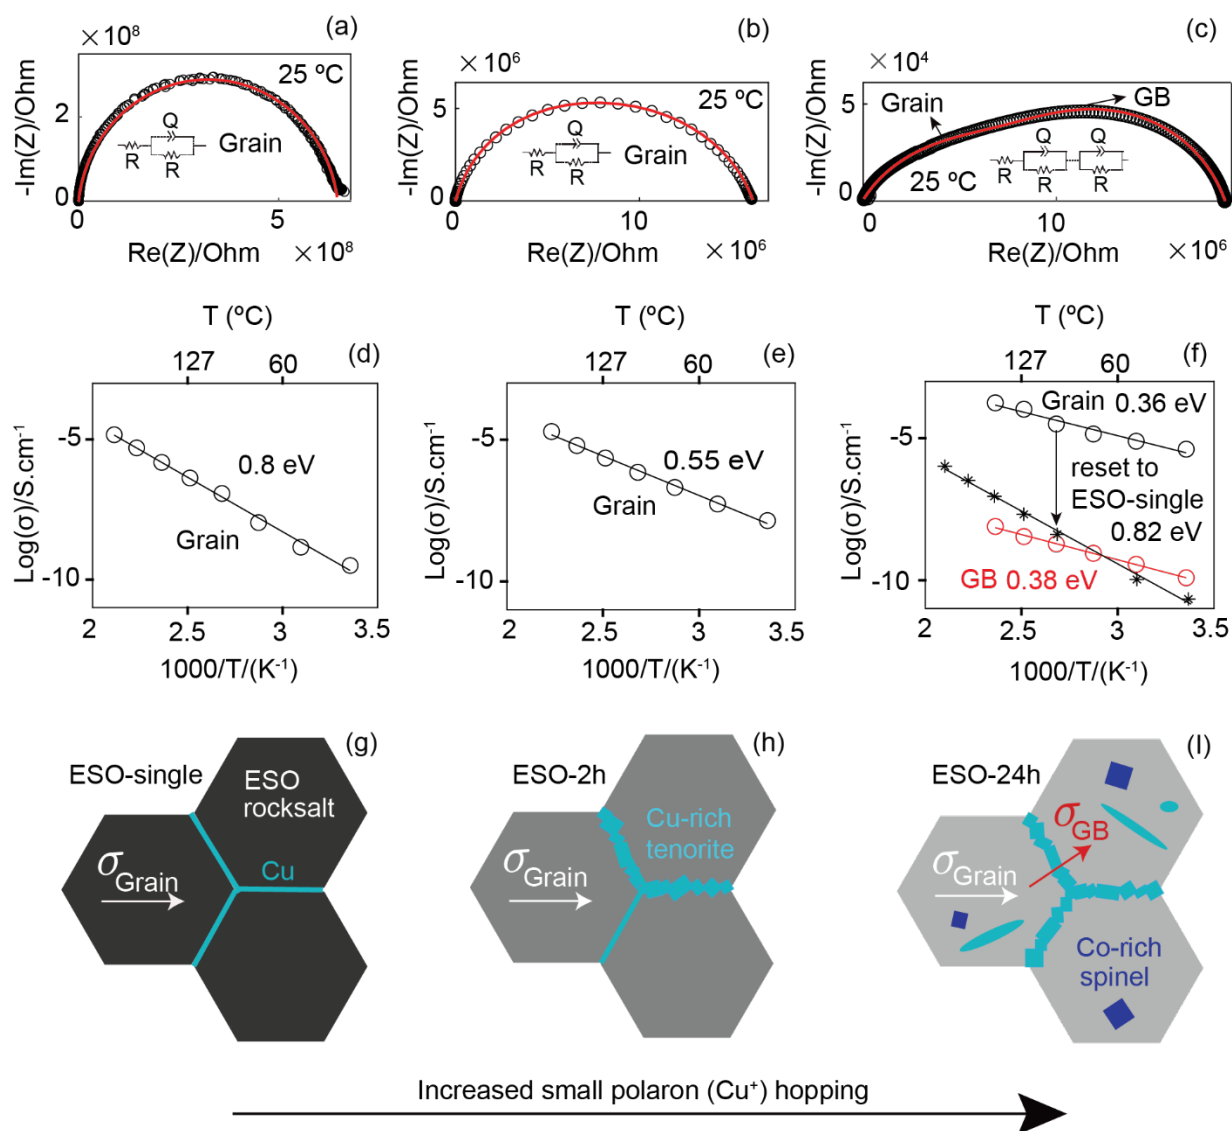 (a)
×10⁸
-Im(Z)/Ohm
2
0
25 ºC
Grain
Q
R
R
0
5
Re(Z)/Ohm
×10⁸
(b)
×10⁶
-Im(Z)/Ohm
5
0
25 ºC
Grain
Q
R
R
0
10
Re(Z)/Ohm
×10⁶
(c)
×10⁴
-Im(Z)/Ohm
5
0
Grain
GB
25 ºC
Q
Q
R
R
R
0
10
Re(Z)/Ohm
×10⁶
T (ºC)
127
60
(d)
Log(σ)/S.cm⁻¹
-5
-10
0.8 eV
Grain
2
2.5
3
3.5
1000/T/(K⁻¹)
T (ºC)
127
60
(e)
Log(σ)/S.cm⁻¹
-5
-10
0.55 eV
Grain
2
2.5
3
3.5
1000/T/(K⁻¹)
T (ºC)
127
60
(f)
Log(σ)/S.cm⁻¹
-5
-10
Grain 0.36 eV
reset to
ESO-single
0.82 eV
GB 0.38 eV
2
2.5
3
3.5
1000/T/(K⁻¹)
(g)
ESO-single
ESO
rocksalt
σGrain
Cu
(h)
ESO-2h
Cu-rich
tenorite
σGrain
(I)
ESO-24h
σGB
σGrain
Co-rich
spinel
Increased small polaron (Cu⁺) hopping